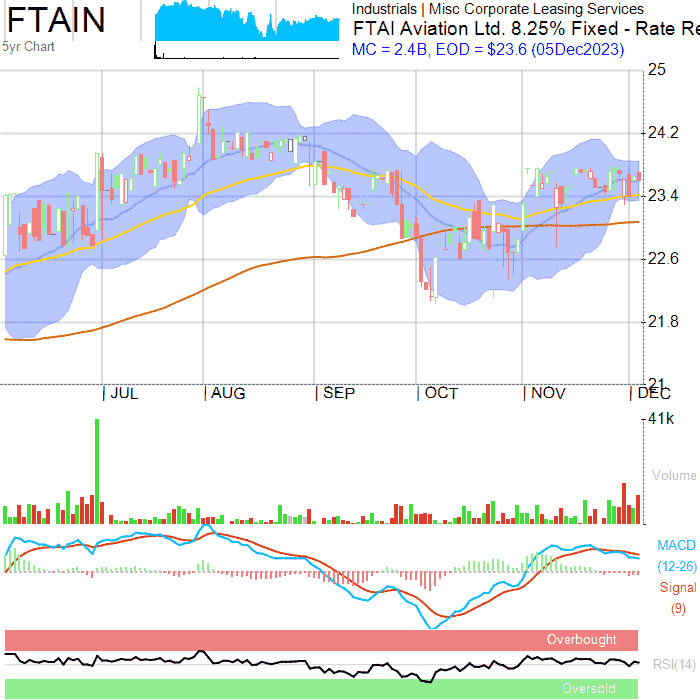 FTAIN
5yr Chart
Industrials | Misc Corporate Leasing Services
FTAI Aviation Ltd. 8.25% Fixed - Rate Re
MC = 2.4B, EOD = $23.6 (05Dec2023)
25
24.2
23.4
22.6
21.8
21
JUL AUG SEP OCT NOV DEC
41k
Volume
MACD
(12-26)
Signal
(9)
Overbought
RSI(14)
Oversold